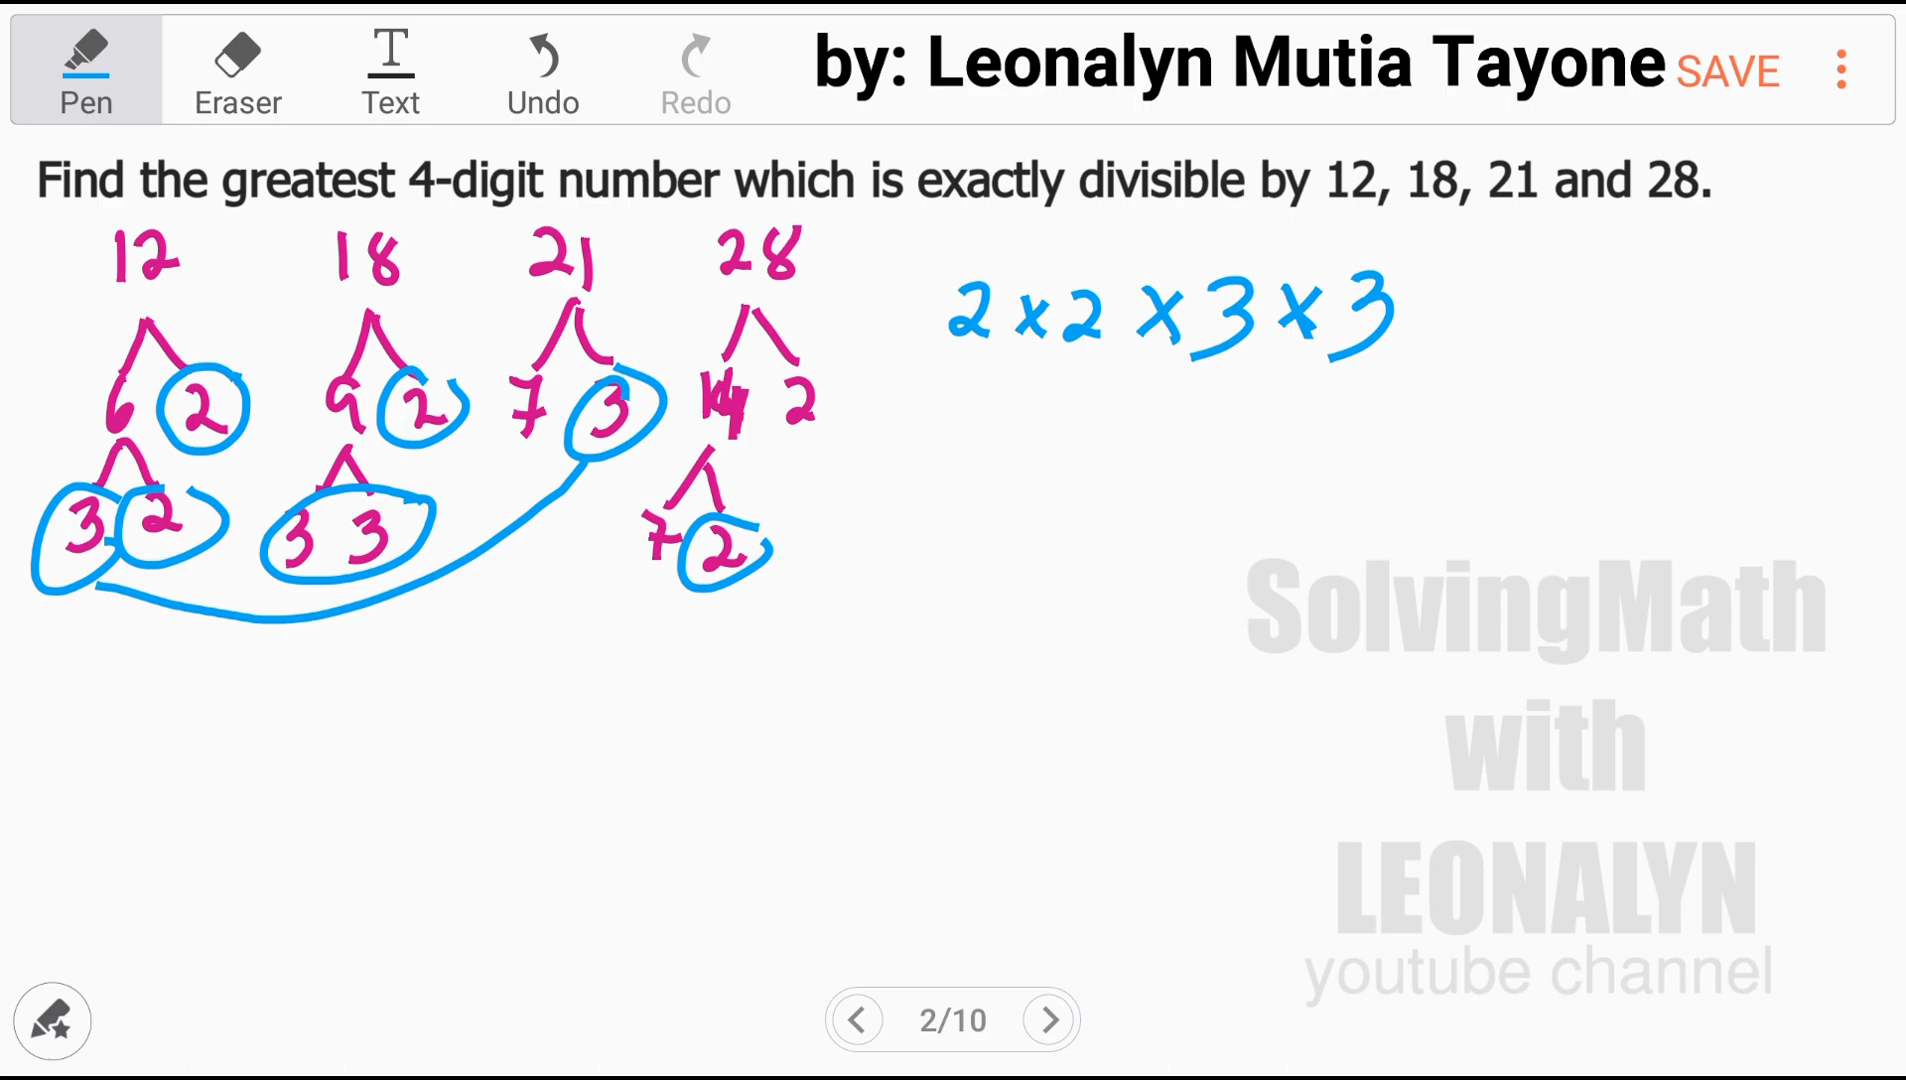 Pen Eraser Text Undo Redo by: Leonalyn Mutia Tayone SAVE
Find the greatest 4-digit number which is exactly divisible by 12, 18, 21 and 28.
12 18 21 28
2 × 2 × 3 × 3
6 2 9 2 7 3 14 2
3 2 3 3 7 2
SolvingMath
with
LEONALYN
youtube channel
2/10